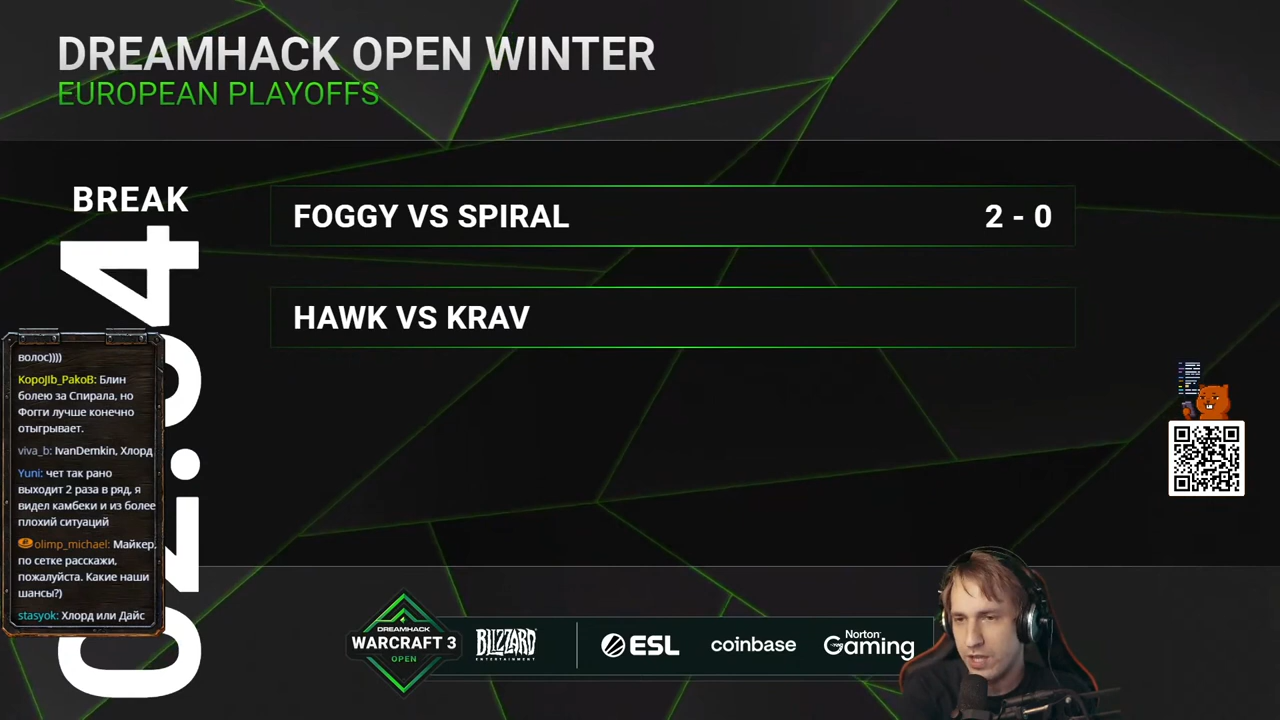 DREAMHACK OPEN WINTER
EUROPEAN PLAYOFFS
BREAK
02:04
FOGGY VS SPIRAL 2 - 0
HAWK VS KRAV
волос))))
KopoJIb_PakoB: Блин
болею за Спирала, но
Фогги лучше конечно
отыгрывает.
viva_b: IvanDemkin, Хлорд
Yuni: чет так рано
выходит 2 раза в ряд, я
видел камбеки и из более
плохий ситуаций
olimp_michael: Майкер,
по сетке расскажи,
пожалуйста. Какие наши
шансы?)
stasyok: Хлорд или Дайс
DREAMHACK
WARCRAFT 3
OPEN
BLIZZARD
ENTERTAINMENT
ESL
coinbase
Norton
Gaming